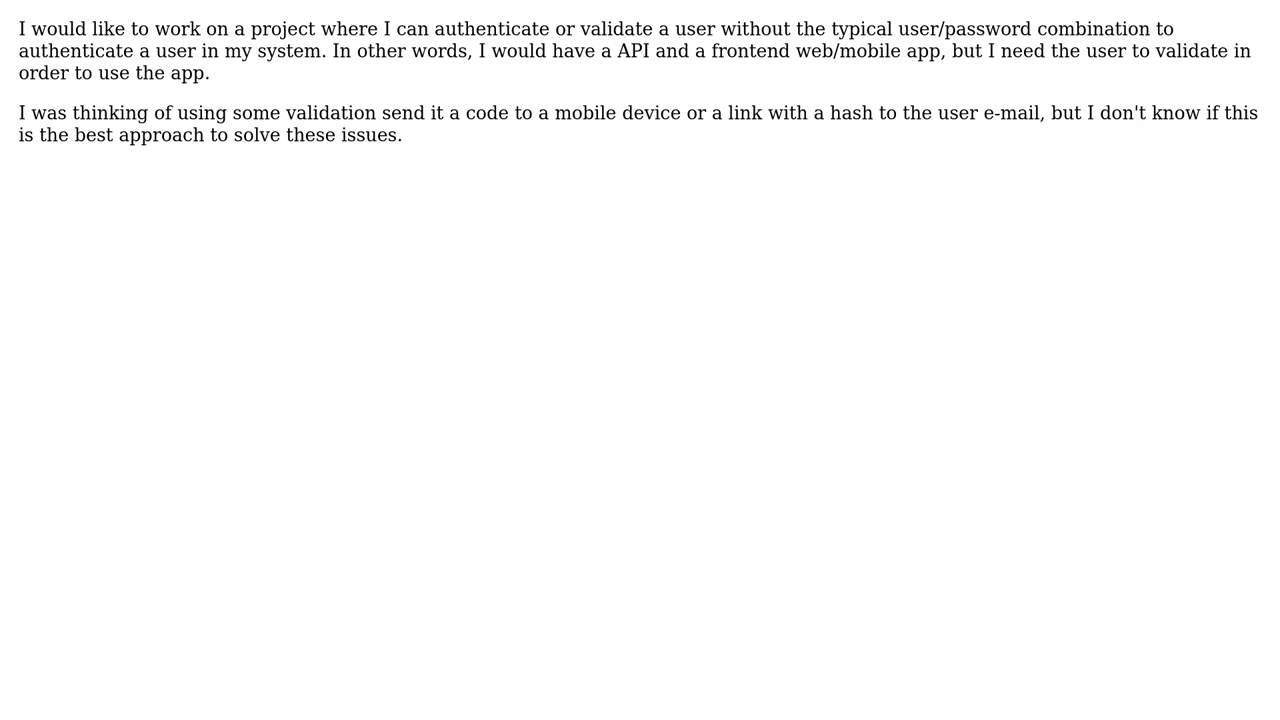 I would like to work on a project where I can authenticate or validate a user without the typical user/password combination to
authenticate a user in my system. In other words, I would have a API and a frontend web/mobile app, but I need the user to validate in
order to use the app.
I was thinking of using some validation send it a code to a mobile device or a link with a hash to the user e-mail, but I don't know if this
is the best approach to solve these issues.